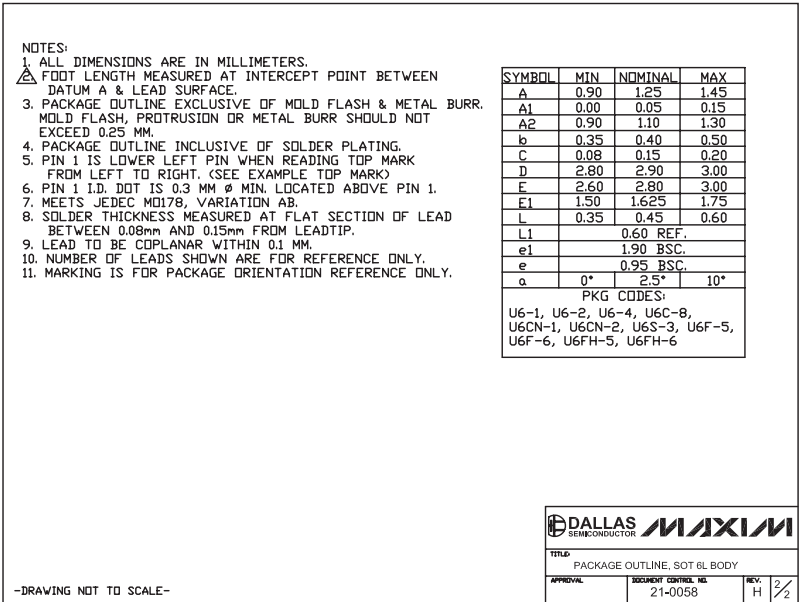 NOTES:
1. ALL DIMENSIONS ARE IN MILLIMETERS.
2. FOOT LENGTH MEASURED AT INTERCEPT POINT BETWEEN
DATUM A & LEAD SURFACE.
3. PACKAGE OUTLINE EXCLUSIVE OF MOLD FLASH & METAL BURR.
MOLD FLASH, PROTRUSION OR METAL BURR SHOULD NOT
EXCEED 0.25 MM.
4. PACKAGE OUTLINE INCLUSIVE OF SOLDER PLATING.
5. PIN 1 IS LOWER LEFT PIN WHEN READING TOP MARK
FROM LEFT TO RIGHT. (SEE EXAMPLE TOP MARK)
6. PIN 1 I.D. DOT IS 0.3 MM ø MIN. LOCATED ABOVE PIN 1.
7. MEETS JEDEC MO178, VARIATION AB.
8. SOLDER THICKNESS MEASURED AT FLAT SECTION OF LEAD
BETWEEN 0.08mm AND 0.15mm FROM LEADTIP.
9. LEAD TO BE COPLANAR WITHIN 0.1 MM.
10. NUMBER OF LEADS SHOWN ARE FOR REFERENCE ONLY.
11. MARKING IS FOR PACKAGE ORIENTATION REFERENCE ONLY.
SYMBOL MIN NOMINAL MAX
A 0.90 1.25 1.45
A1 0.00 0.05 0.15
A2 0.90 1.10 1.30
b 0.35 0.40 0.50
C 0.08 0.15 0.20
D 2.80 2.90 3.00
E 2.60 2.80 3.00
E1 1.50 1.625 1.75
L 0.35 0.45 0.60
L1 0.60 REF.
e1 1.90 BSC.
e 0.95 BSC.
α 0° 2.5° 10°
PKG CODES:
U6-1, U6-2, U6-4, U6C-8,
U6CN-1, U6CN-2, U6S-3, U6F-5,
U6F-6, U6FH-5, U6FH-6
DALLAS SEMICONDUCTOR MAXIM
TITLE:
PACKAGE OUTLINE, SOT 6L BODY
APPROVAL DOCUMENT CONTROL NO. REV.
21-0058 H 2/2
-DRAWING NOT TO SCALE-